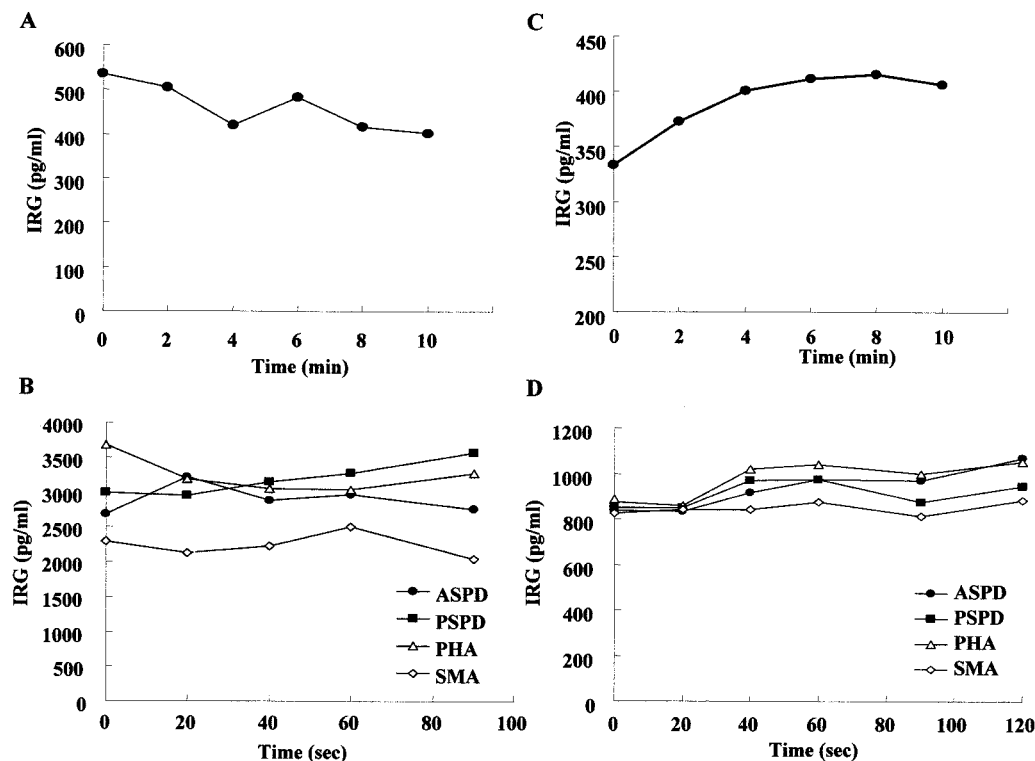 A
600
500
400
300
200
100
0
IRG (pg/ml)
0 2 4 6 8 10
Time (min)
C
450
400
350
300
250
200
IRG (pg/ml)
0 2 4 6 8 10
Time (min)
B
4000
3500
3000
2500
2000
1500
1000
500
0
IRG (pg/ml)
ASPD
PSPD
PHA
SMA
0 20 40 60 80 100
Time (sec)
D
1200
1000
800
600
400
200
0
IRG (pg/ml)
ASPD
PSPD
PHA
SMA
0 20 40 60 80 100 120
Time (sec)